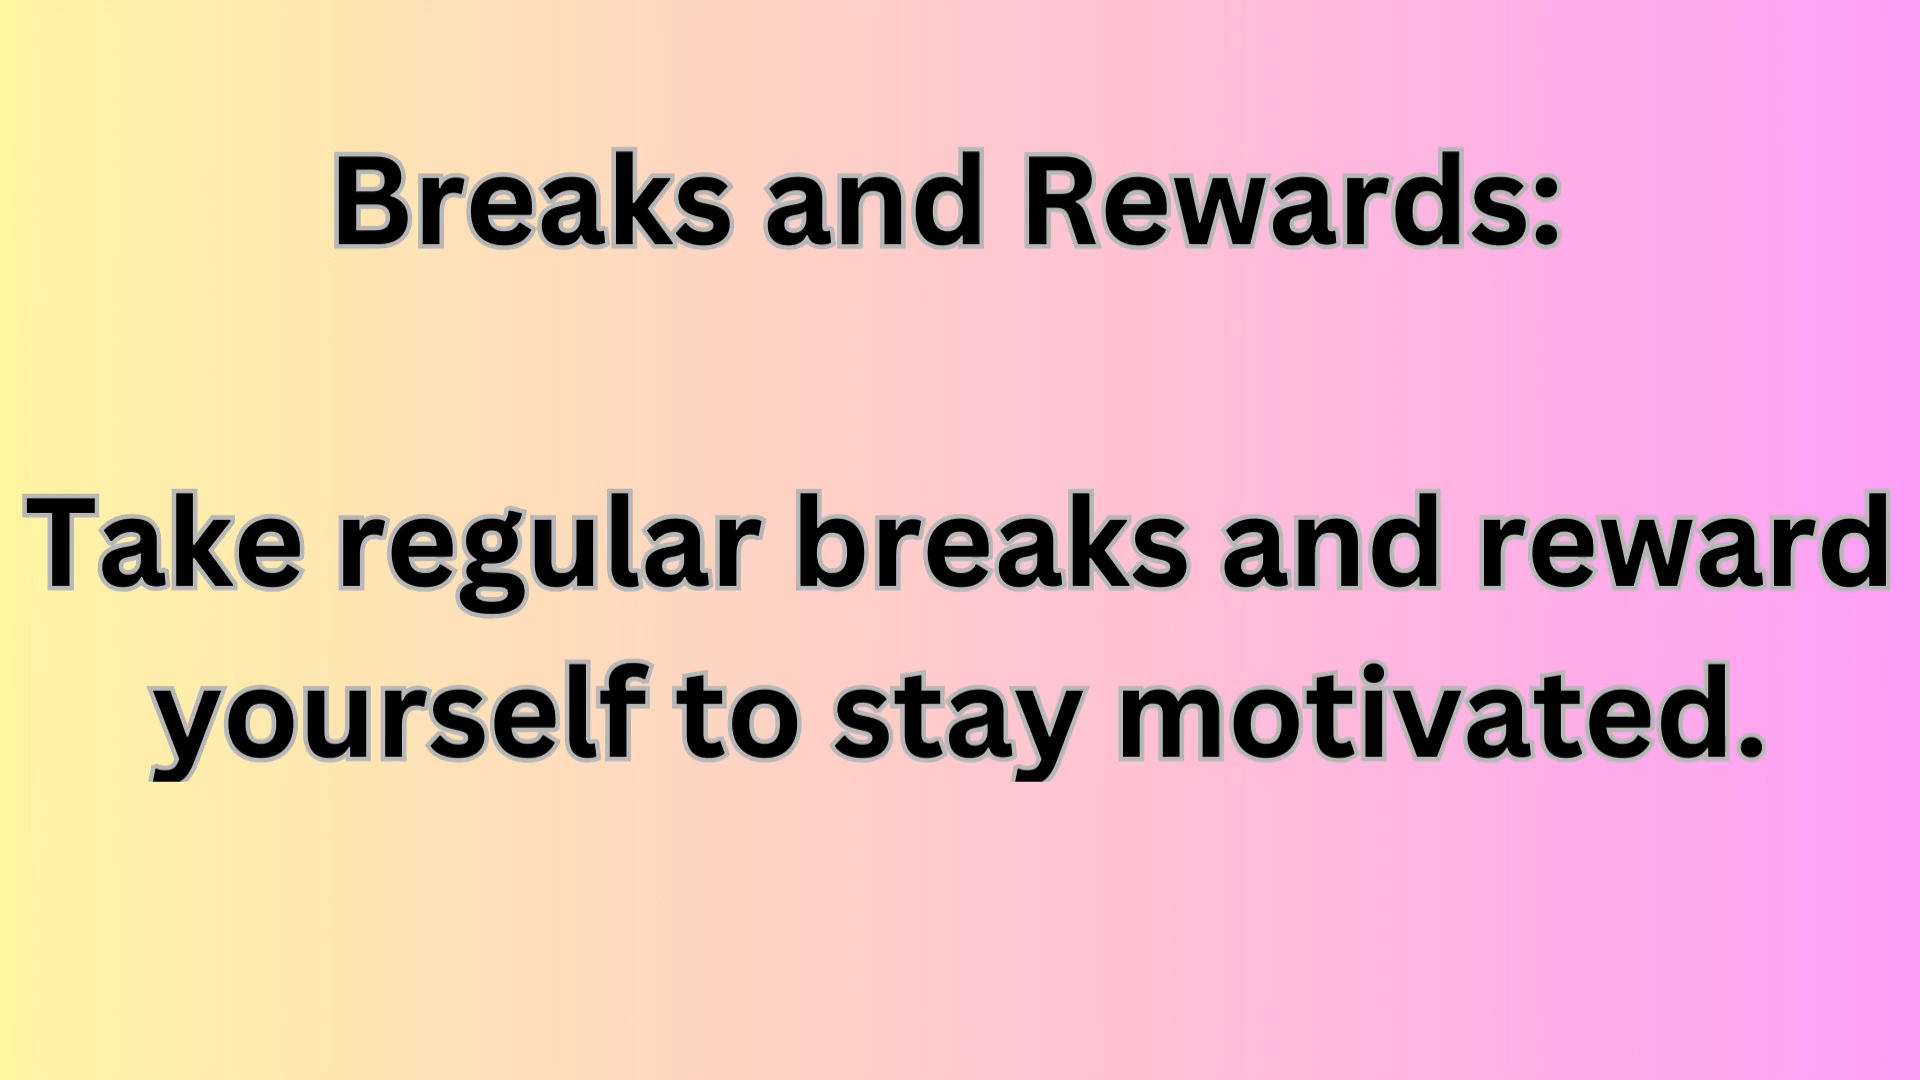 Breaks and Rewards:
Take regular breaks and reward
yourself to stay motivated.